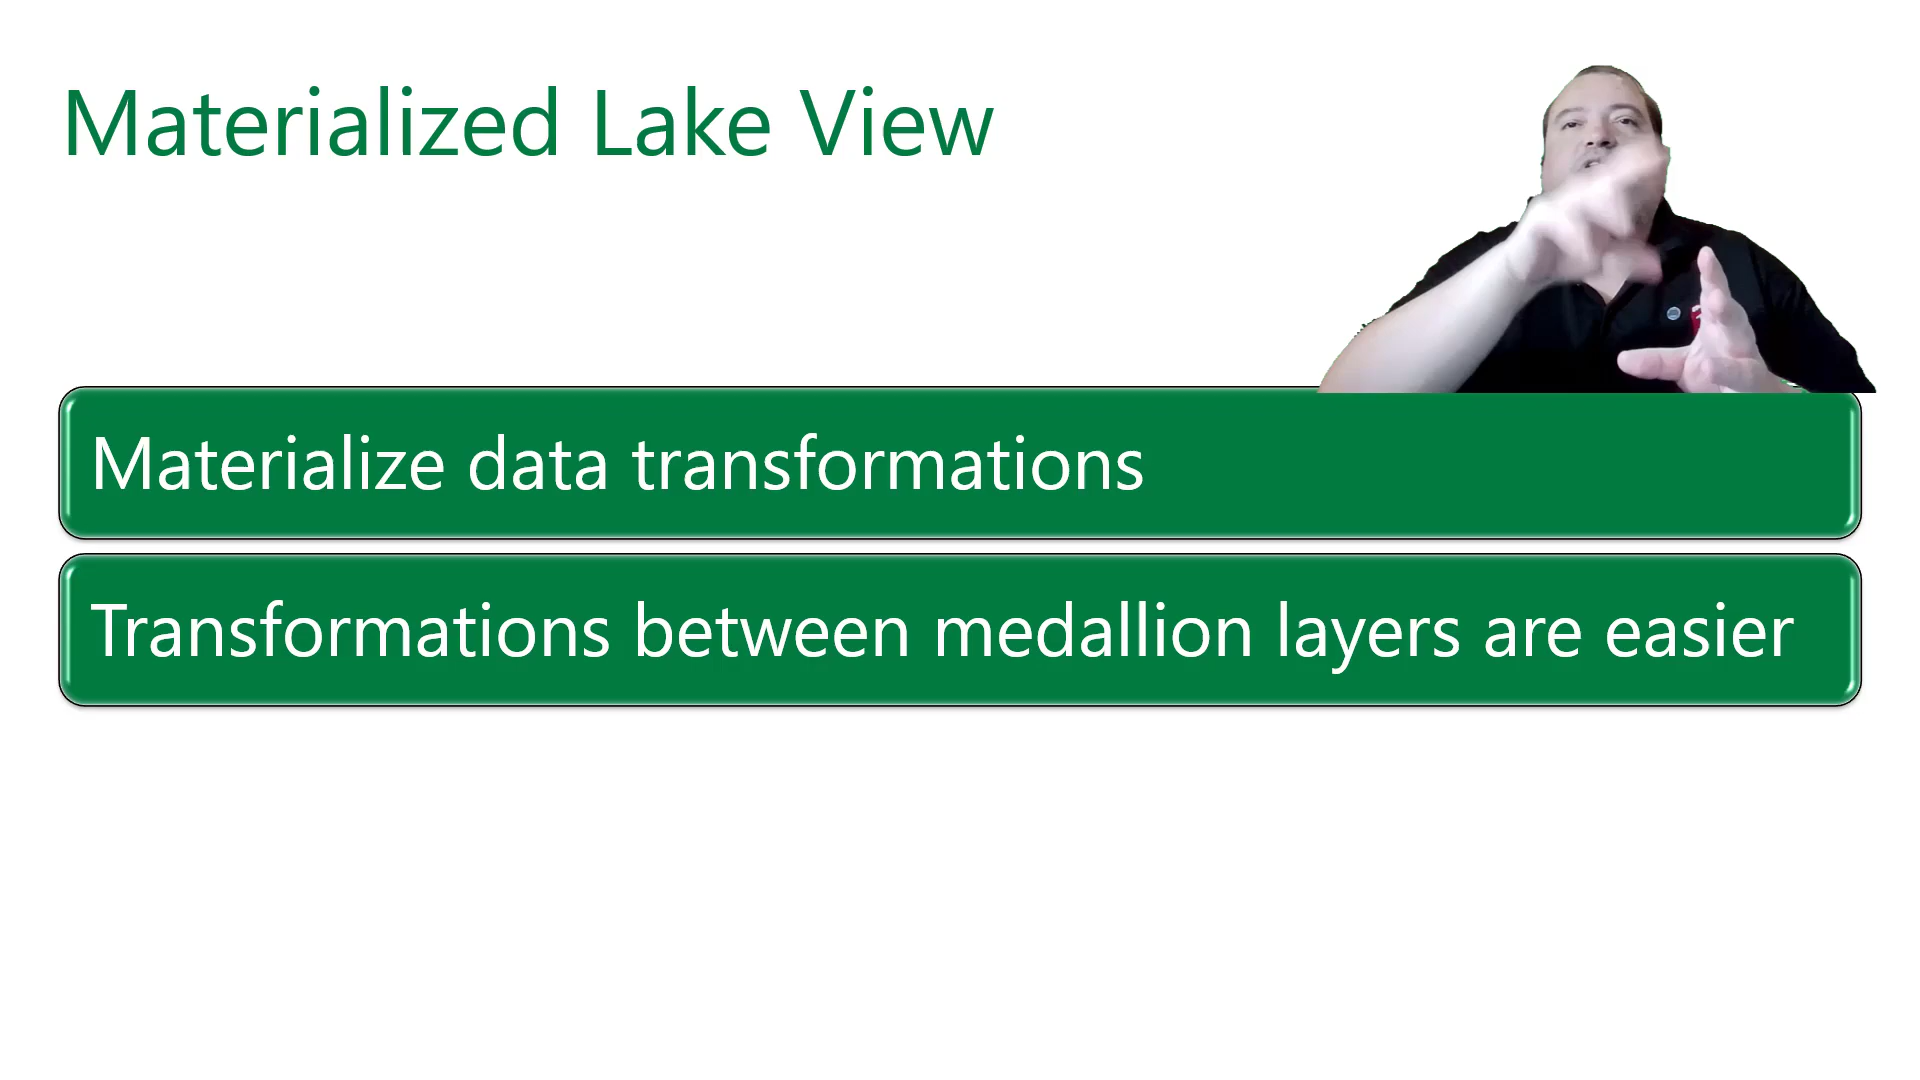 Materialized Lake View
Materialize data transformations
Transformations between medallion layers are easier